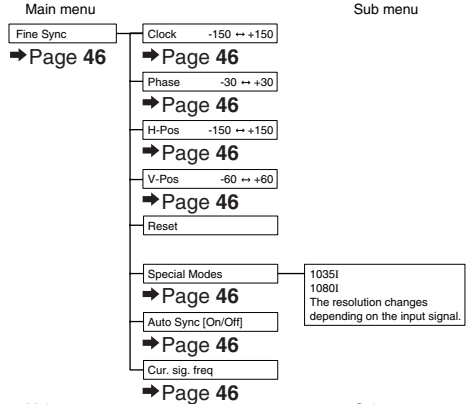 Main menu
Sub menu
Fine Sync
➡Page 46
Clock -150 ↔ +150
➡Page 46
Phase -30 ↔ +30
➡Page 46
H-Pos -150 ↔ +150
➡Page 46
V-Pos -60 ↔ +60
➡Page 46
Reset
Special Modes
➡Page 46
1035I
1080I
The resolution changes
depending on the input signal.
Auto Sync [On/Off]
➡Page 46
Cur. sig. freq
➡Page 46